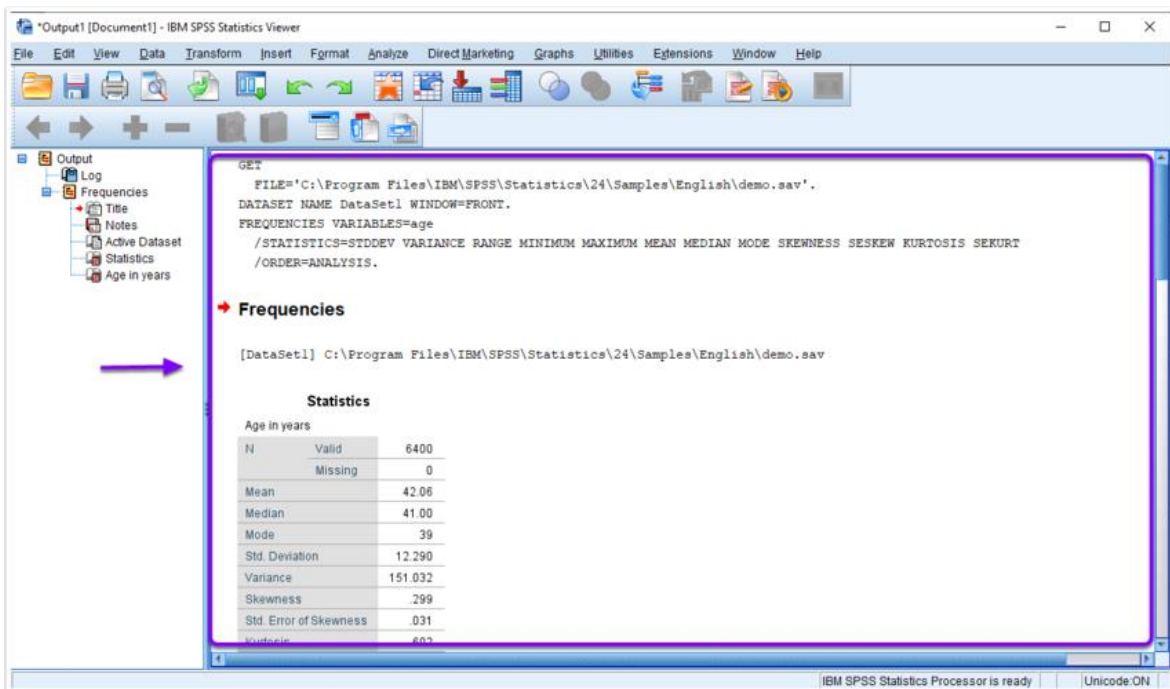 *Output1 [Document1] - IBM SPSS Statistics Viewer
File Edit View Data Transform Insert Format Analyze Direct Marketing Graphs Utilities Extensions Window Help
Output
Log
Frequencies
Title
Notes
Active Dataset
Statistics
Age in years
GET
FILE='C:\Program Files\IBM\SPSS\Statistics\24\Samples\English\demo.sav'.
DATASET NAME DataSet1 WINDOW=FRONT.
FREQUENCIES VARIABLES=age
/STATISTICS=STDDEV VARIANCE RANGE MINIMUM MAXIMUM MEAN MEDIAN MODE SKEWNESS SESKEW KURTOSIS SEKURT
/ORDER=ANALYSIS.
Frequencies
[DataSet1] C:\Program Files\IBM\SPSS\Statistics\24\Samples\English\demo.sav
Statistics
Age in years
N Valid 6400
Missing 0
Mean 42.06
Median 41.00
Mode 39
Std. Deviation 12.290
Variance 151.032
Skewness .299
Std. Error of Skewness .031
Kurtosis
IBM SPSS Statistics Processor is ready Unicode:ON